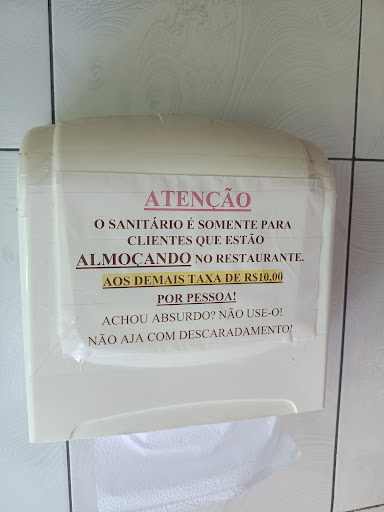 ATENÇÃO
O SANITÁRIO É SOMENTE PARA
CLIENTES QUE ESTÃO
ALMOÇANDO NO RESTAURANTE.
AOS DEMAIS TAXA DE R$10,00
POR PESSOA!
ACHOU ABSURDO? NÃO USE-O!
NÃO AJA COM DESCARADAMENTO!